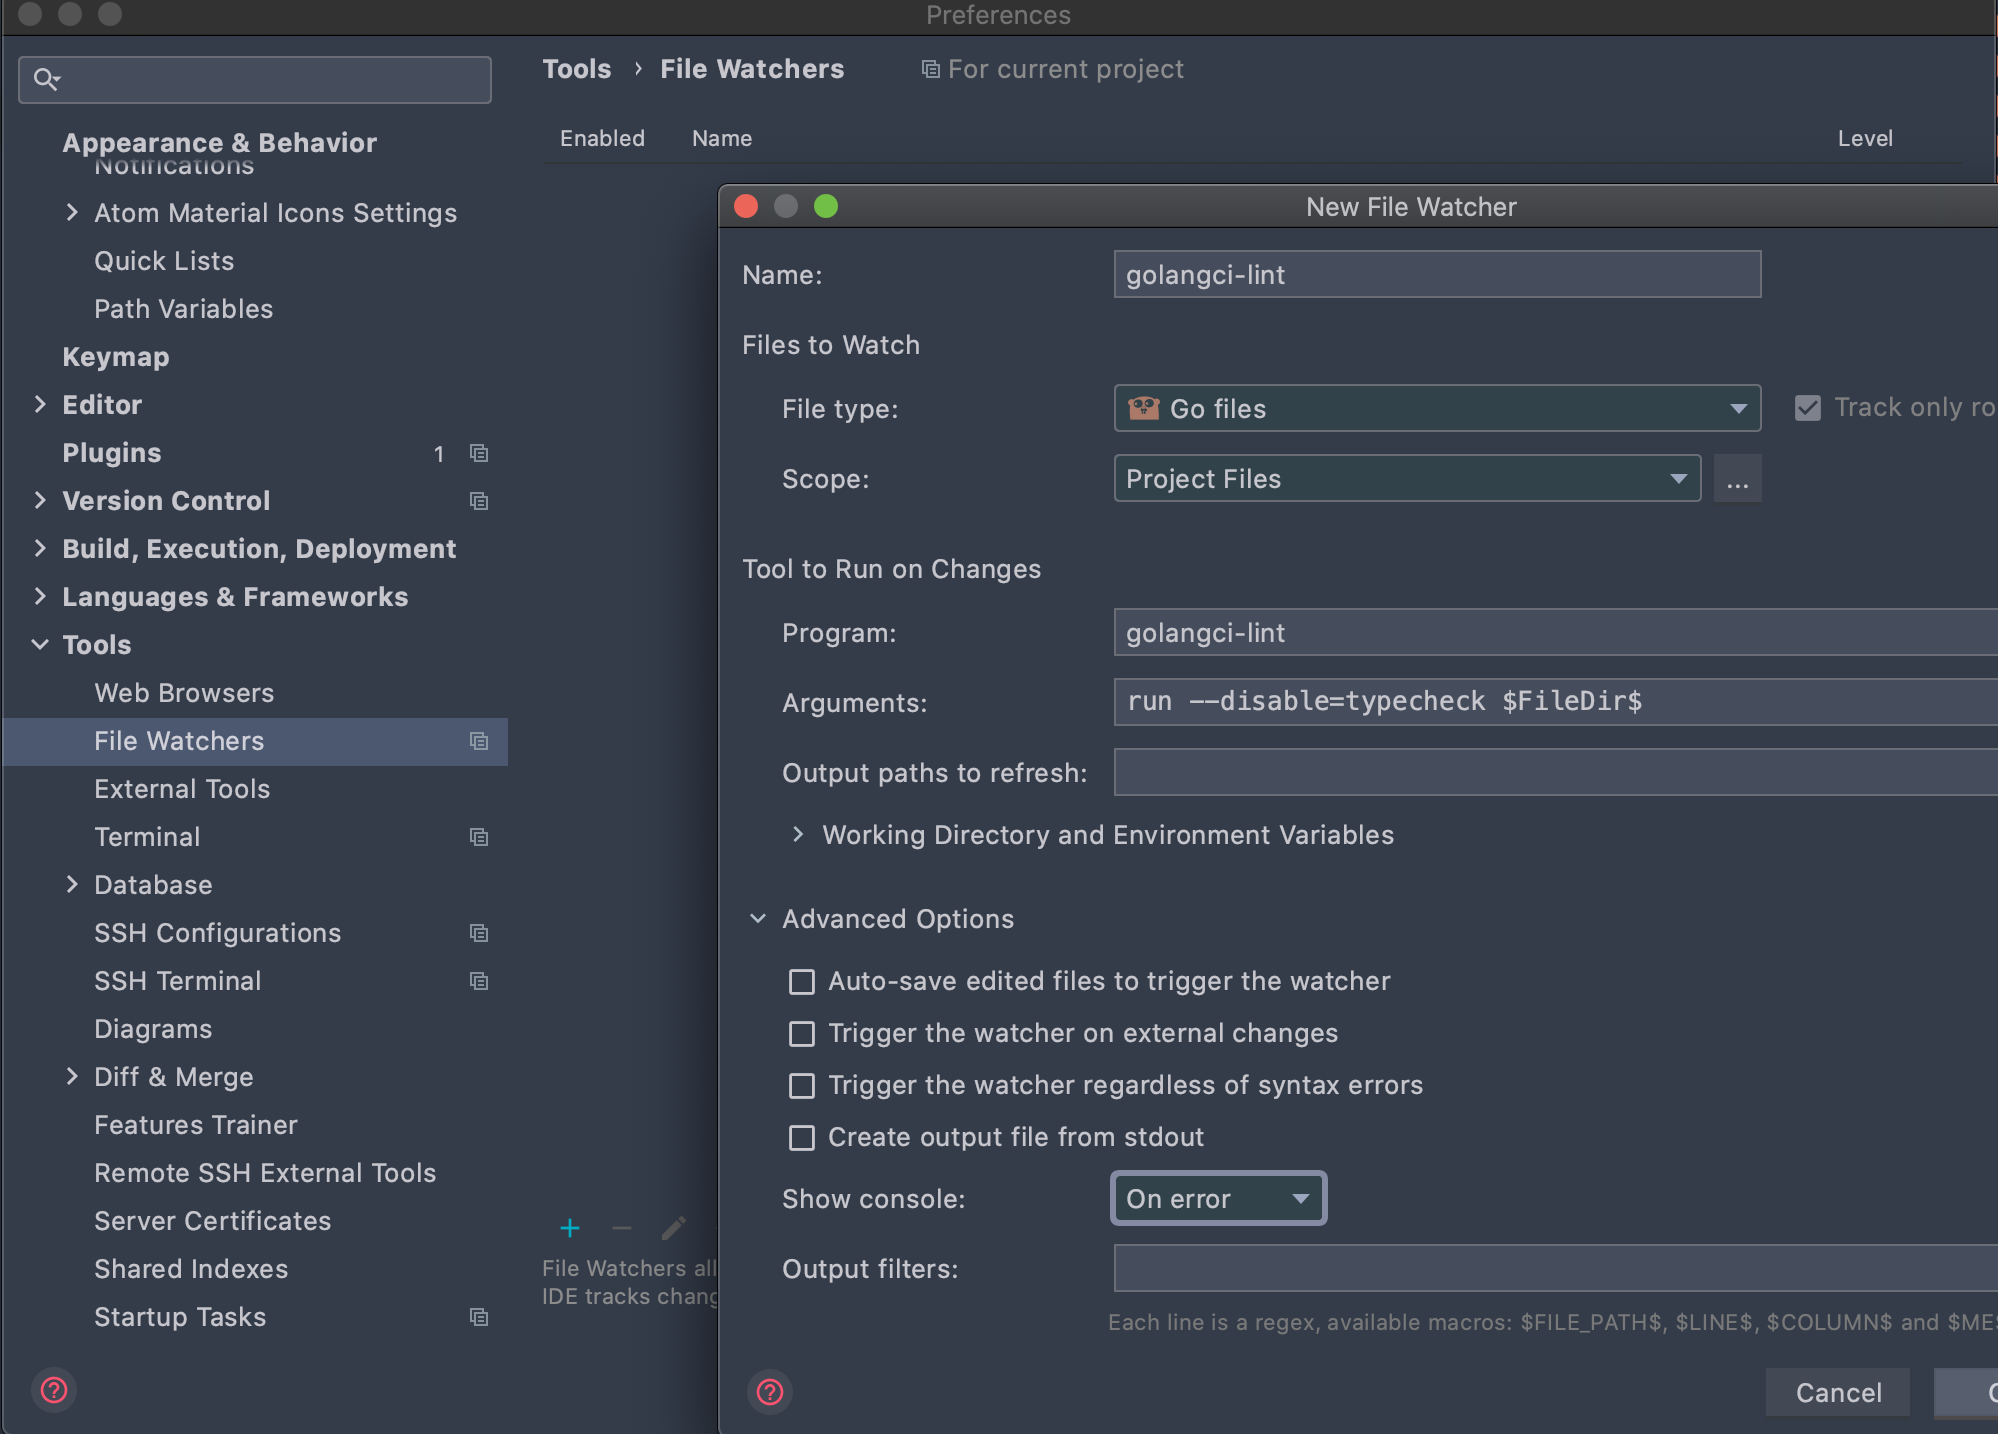 Preferences
Appearance & Behavior
Notifications
Atom Material Icons Settings
Quick Lists
Path Variables
Keymap
Editor
Plugins 1
Version Control
Build, Execution, Deployment
Languages & Frameworks
Tools
Web Browsers
File Watchers
External Tools
Terminal
Database
SSH Configurations
SSH Terminal
Diagrams
Diff & Merge
Features Trainer
Remote SSH External Tools
Server Certificates
Shared Indexes
Startup Tasks
?
Tools › File Watchers For current project
Enabled Name Level
+ −
File Watchers all
IDE tracks chang
New File Watcher
Name: golangci-lint
Files to Watch
File type: Go files Track only ro
Scope: Project Files ...
Tool to Run on Changes
Program: golangci-lint
Arguments: run --disable=typecheck $FileDir$
Output paths to refresh:
Working Directory and Environment Variables
Advanced Options
Auto-save edited files to trigger the watcher
Trigger the watcher on external changes
Trigger the watcher regardless of syntax errors
Create output file from stdout
Show console: On error
Output filters:
Each line is a regex, available macros: $FILE_PATH$, $LINE$, $COLUMN$ and $MES
? Cancel